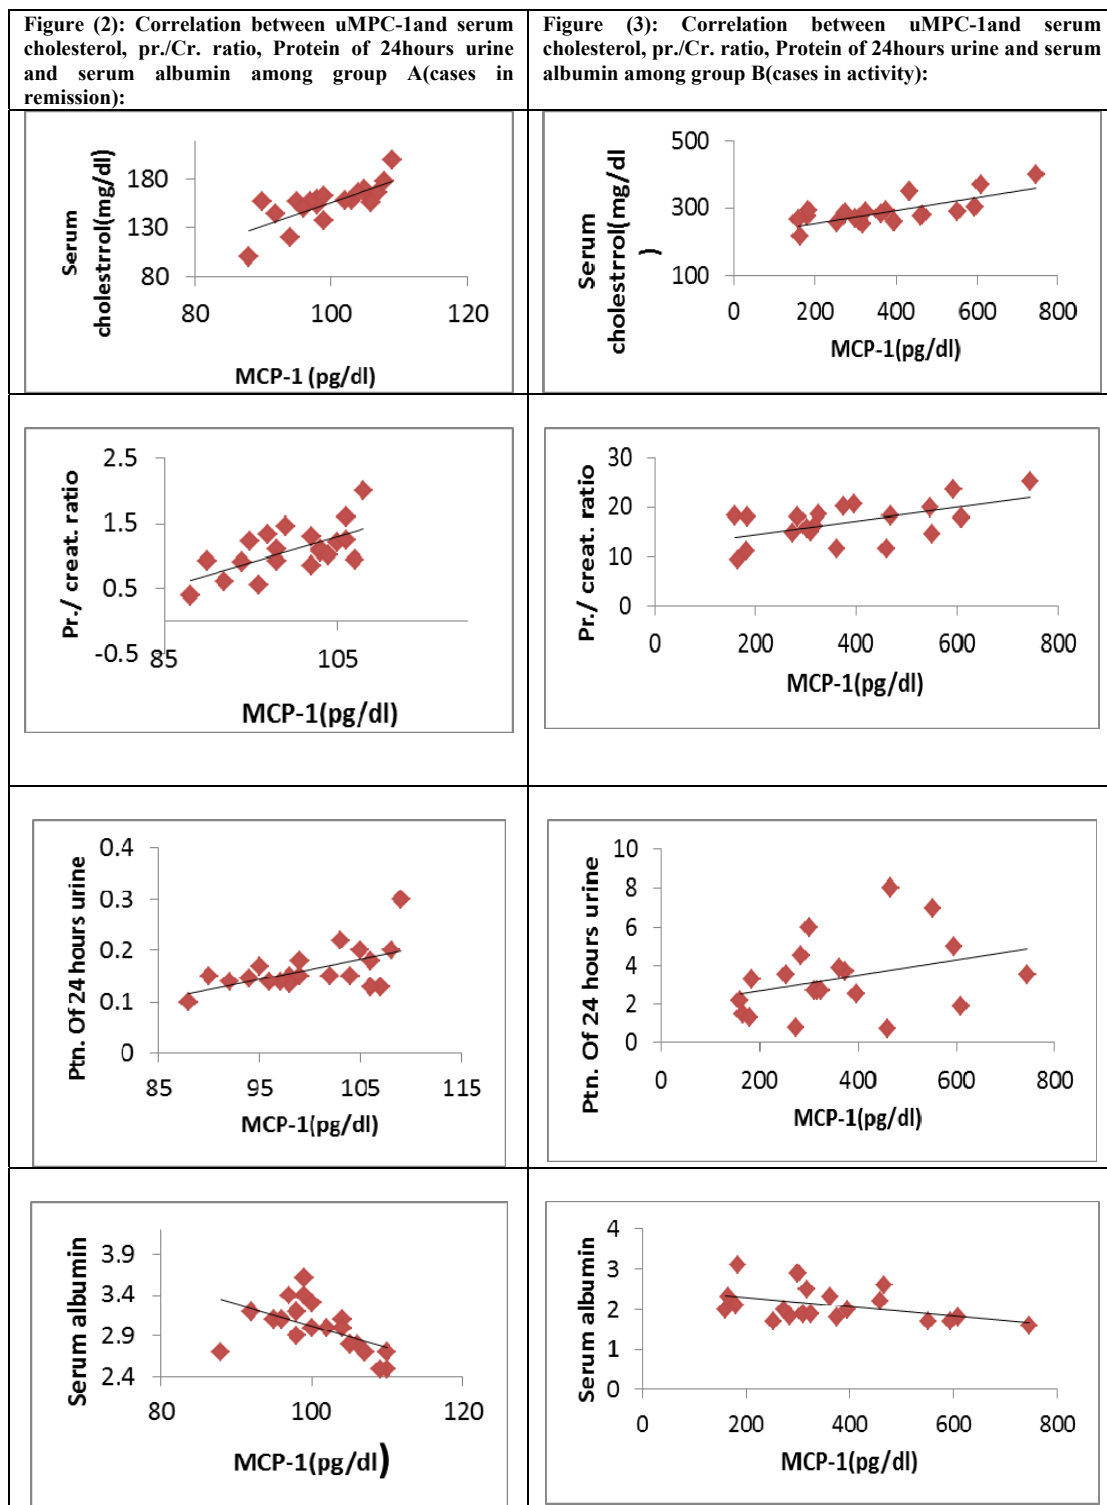 Figure (2): Correlation between uMPC-1and serum
cholesterol, pr./Cr. ratio, Protein of 24hours urine
and serum albumin among group A(cases in
remission):
Figure (3): Correlation between uMPC-1and serum
cholesterol, pr./Cr. ratio, Protein of 24hours urine and serum
albumin among group B(cases in activity):
Serum
cholestrrol(mg/dl)
180
130
80
80 100 120
MCP-1 (pg/dl)
Serum
cholestrrol(mg/dl
)
500
300
100
0 200 400 600 800
MCP-1(pg/dl)
Pr./ creat. ratio
2.5
1.5
0.5
-0.5
85 105
MCP-1(pg/dl)
Pr./ creat. ratio
30
20
10
0
0 200 400 600 800
MCP-1(pg/dl)
Ptn. Of 24 hours urine
0.4
0.3
0.2
0.1
0
85 95 105 115
MCP-1(pg/dl)
Ptn. Of 24 hours urine
10
8
6
4
2
0
0 200 400 600 800
MCP-1(pg/dl)
Serum albumin
3.9
3.4
2.9
2.4
80 100 120
MCP-1(pg/dl)
Serum albumin
4
3
2
1
0
0 200 400 600 800
MCP-1(pg/dl)